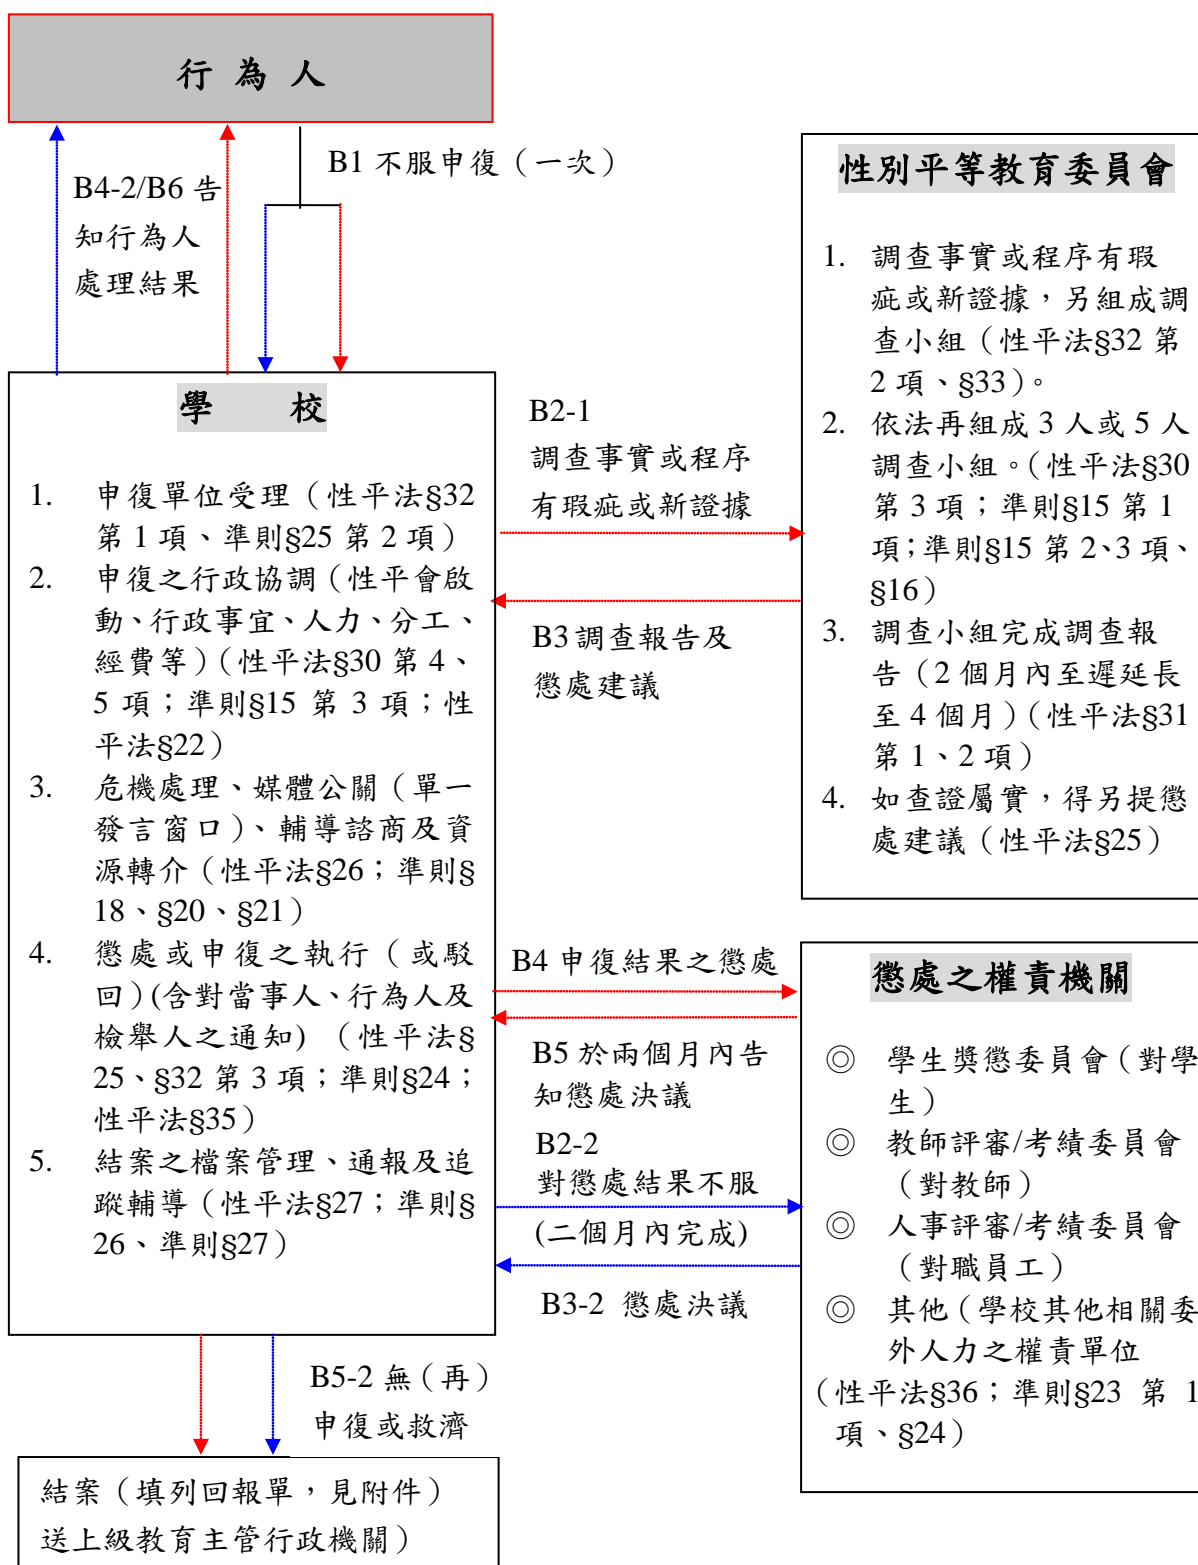 行為人
B1 不服申復（一次）
B4-2/B6 告
知行為人
處理結果
性別平等教育委員會
1. 調查事實或程序有瑕
疵或新證據，另組成調
查小組（性平法§32 第
2 項、§33）。
2. 依法再組成 3 人或 5 人
調查小組。（性平法§30
第 3 項；準則§15 第 1
項；準則§15 第 2、3 項、
§16）
3. 調查小組完成調查報
告（2 個月內至遲延長
至 4 個月）（性平法§31
第 1、2 項）
4. 如查證屬實，得另提懲
處建議（性平法§25）
學 校
1. 申復單位受理（性平法§32
第 1 項、準則§25 第 2 項）
2. 申復之行政協調（性平會啟
動、行政事宜、人力、分工、
經費等）（性平法§30 第 4、
5 項；準則§15 第 3 項；性
平法§22）
3. 危機處理、媒體公關（單一
發言窗口）、輔導諮商及資
源轉介（性平法§26；準則§
18、§20、§21）
4. 懲處或申復之執行（或駁
回）(含對當事人、行為人及
檢舉人之通知) （性平法§
25、§32 第 3 項；準則§24；
性平法§35）
5. 結案之檔案管理、通報及追
蹤輔導（性平法§27；準則§
26、準則§27）
B2-1
調查事實或程序
有瑕疵或新證據
B3 調查報告及
懲處建議
B4 申復結果之懲處
B5 於兩個月內告
知懲處決議
B2-2
對懲處結果不服
(二個月內完成)
B3-2 懲處決議
懲處之權責機關
◎ 學生獎懲委員會（對學
生）
◎ 教師評審/考績委員會
（對教師）
◎ 人事評審/考績委員會
（對職員工）
◎ 其他（學校其他相關委
外人力之權責單位
（性平法§36；準則§23 第 1
項、§24）
B5-2 無（再）
申復或救濟
結案（填列回報單，見附件）
送上級教育主管行政機關）